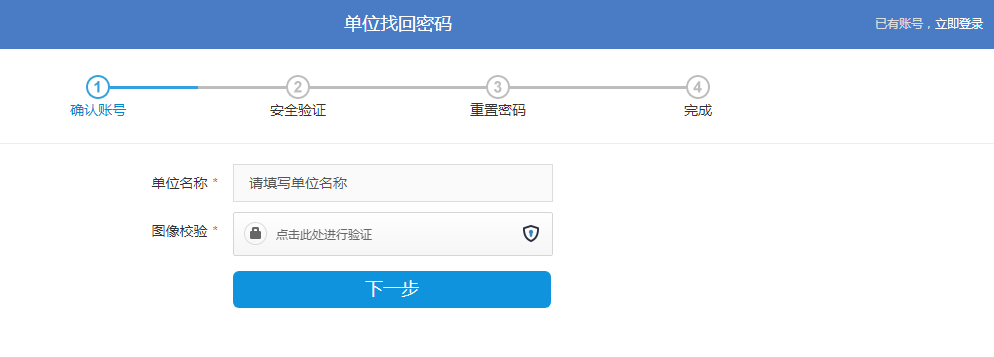 单位找回密码
已有账号，立即登录
1 2 3 4
确认账号 安全验证 重置密码 完成
单位名称 * 请填写单位名称
图像校验 * 点击此处进行验证
下一步